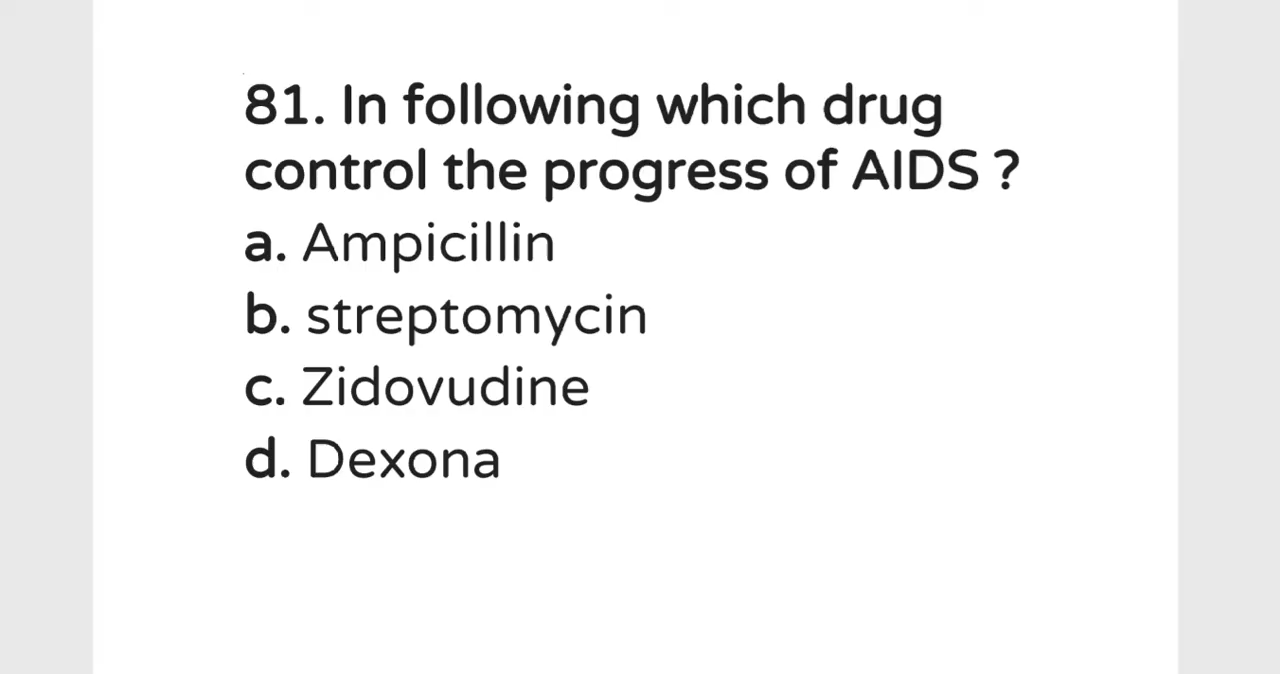 81. In following which drug
control the progress of AIDS ?
a. Ampicillin
b. streptomycin
c. Zidovudine
d. Dexona